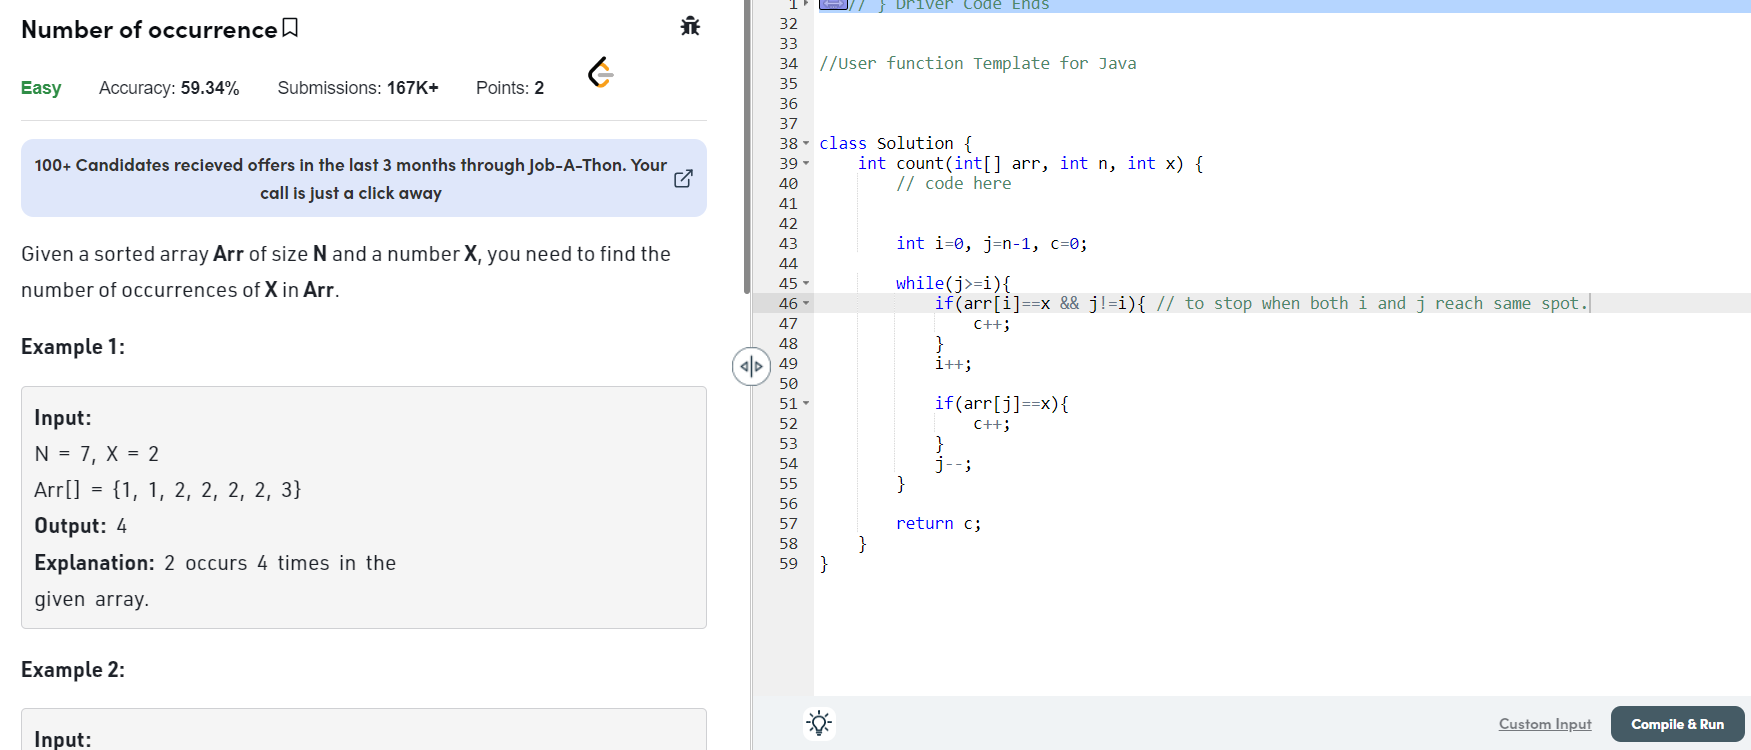 Number of occurrence
Easy Accuracy: 59.34% Submissions: 167K+ Points: 2
100+ Candidates recieved offers in the last 3 months through Job-A-Thon. Your
call is just a click away
Given a sorted array Arr of size N and a number X, you need to find the
number of occurrences of X in Arr.
Example 1:
Input:
N = 7, X = 2
Arr[] = {1, 1, 2, 2, 2, 2, 3}
Output: 4
Explanation: 2 occurs 4 times in the
given array.
Example 2:
Input:
1 // } Driver Code Ends
32
33
34 //User function Template for Java
35
36
37
38 class Solution {
39 int count(int[] arr, int n, int x) {
40 // code here
41
42
43 int i=0, j=n-1, c=0;
44
45 while(j>=i){
46 if(arr[i]==x && j!=i){ // to stop when both i and j reach same spot.
47 c++;
48 }
49 i++;
50
51 if(arr[j]==x){
52 c++;
53 }
54 j--;
55 }
56
57 return c;
58 }
59 }
Custom Input Compile & Run